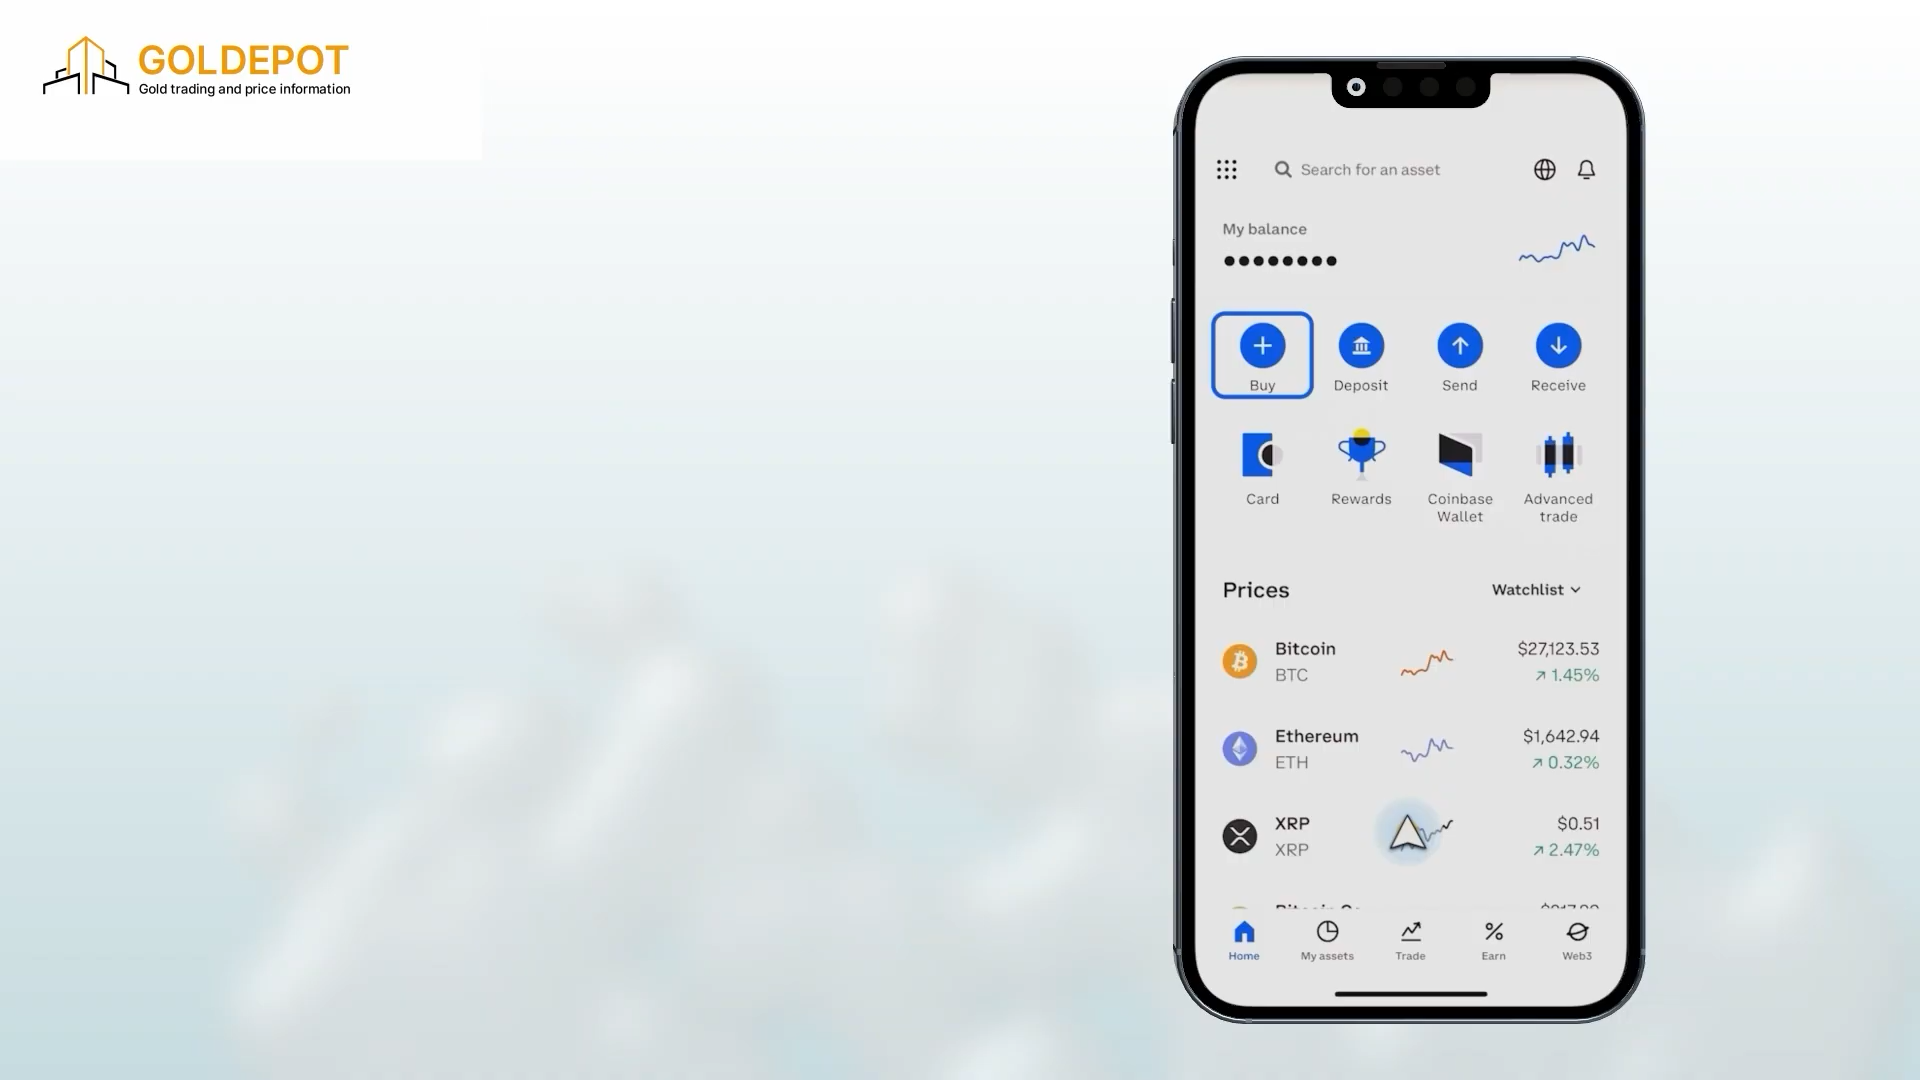 GOLDEPOT
Gold trading and price information
Search for an asset
My balance
Buy
Deposit
Send
Receive
Card
Rewards
Coinbase Wallet
Advanced trade
Prices
Watchlist
Bitcoin
$27,123.53
BTC
1.45%
Ethereum
$1,642.94
ETH
0.32%
XRP
$0.51
XRP
2.47%
Home
My assets
Trade
Earn
Web3